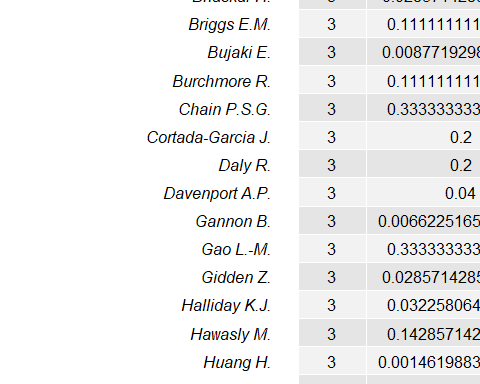 Briggs E.M. 3 0.111111111
Bujaki E. 3 0.0087719298
Burchmore R. 3 0.111111111
Chain P.S.G. 3 0.333333333
Cortada-Garcia J. 3 0.2
Daly R. 3 0.2
Davenport A.P. 3 0.04
Gannon B. 3 0.0066225165
Gao L.-M. 3 0.333333333
Gidden Z. 3 0.0285714285
Halliday K.J. 3 0.032258064
Hawasly M. 3 0.142857142
Huang H. 3 0.0014619883